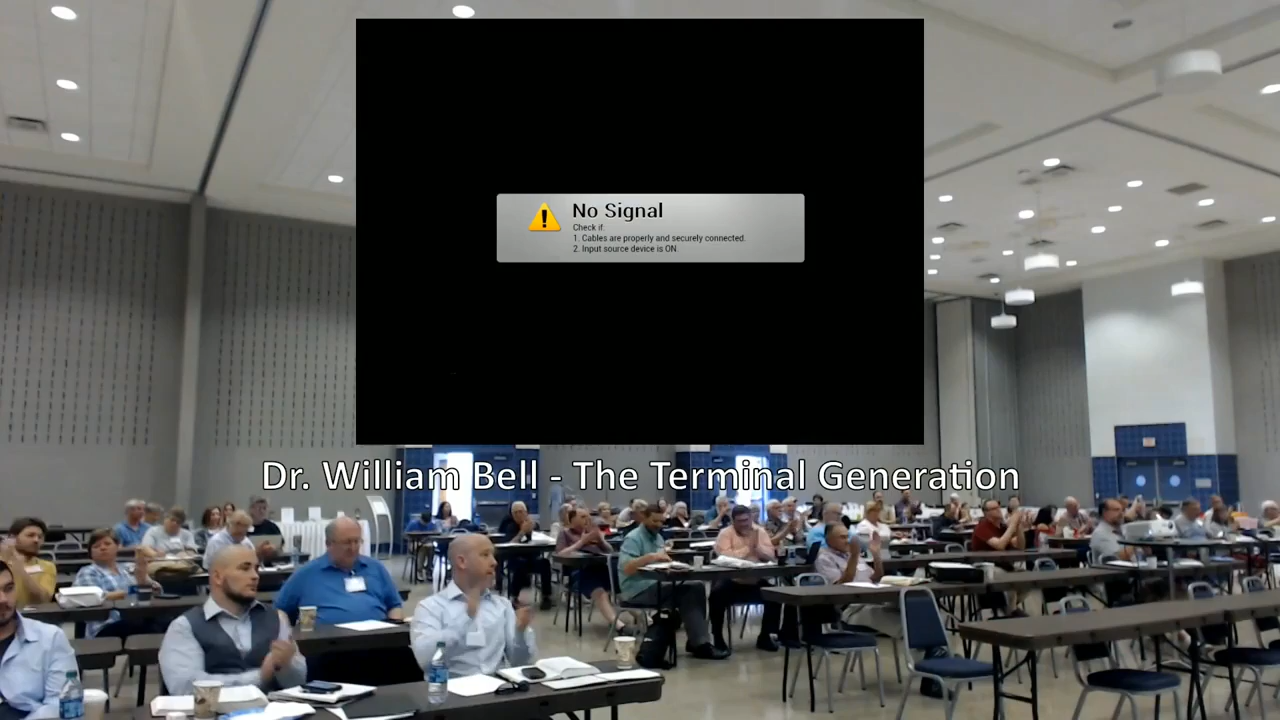 No Signal
Check if:
1. Cables are properly and securely connected.
2. Input source device is ON.
Dr. William Bell - The Terminal Generation